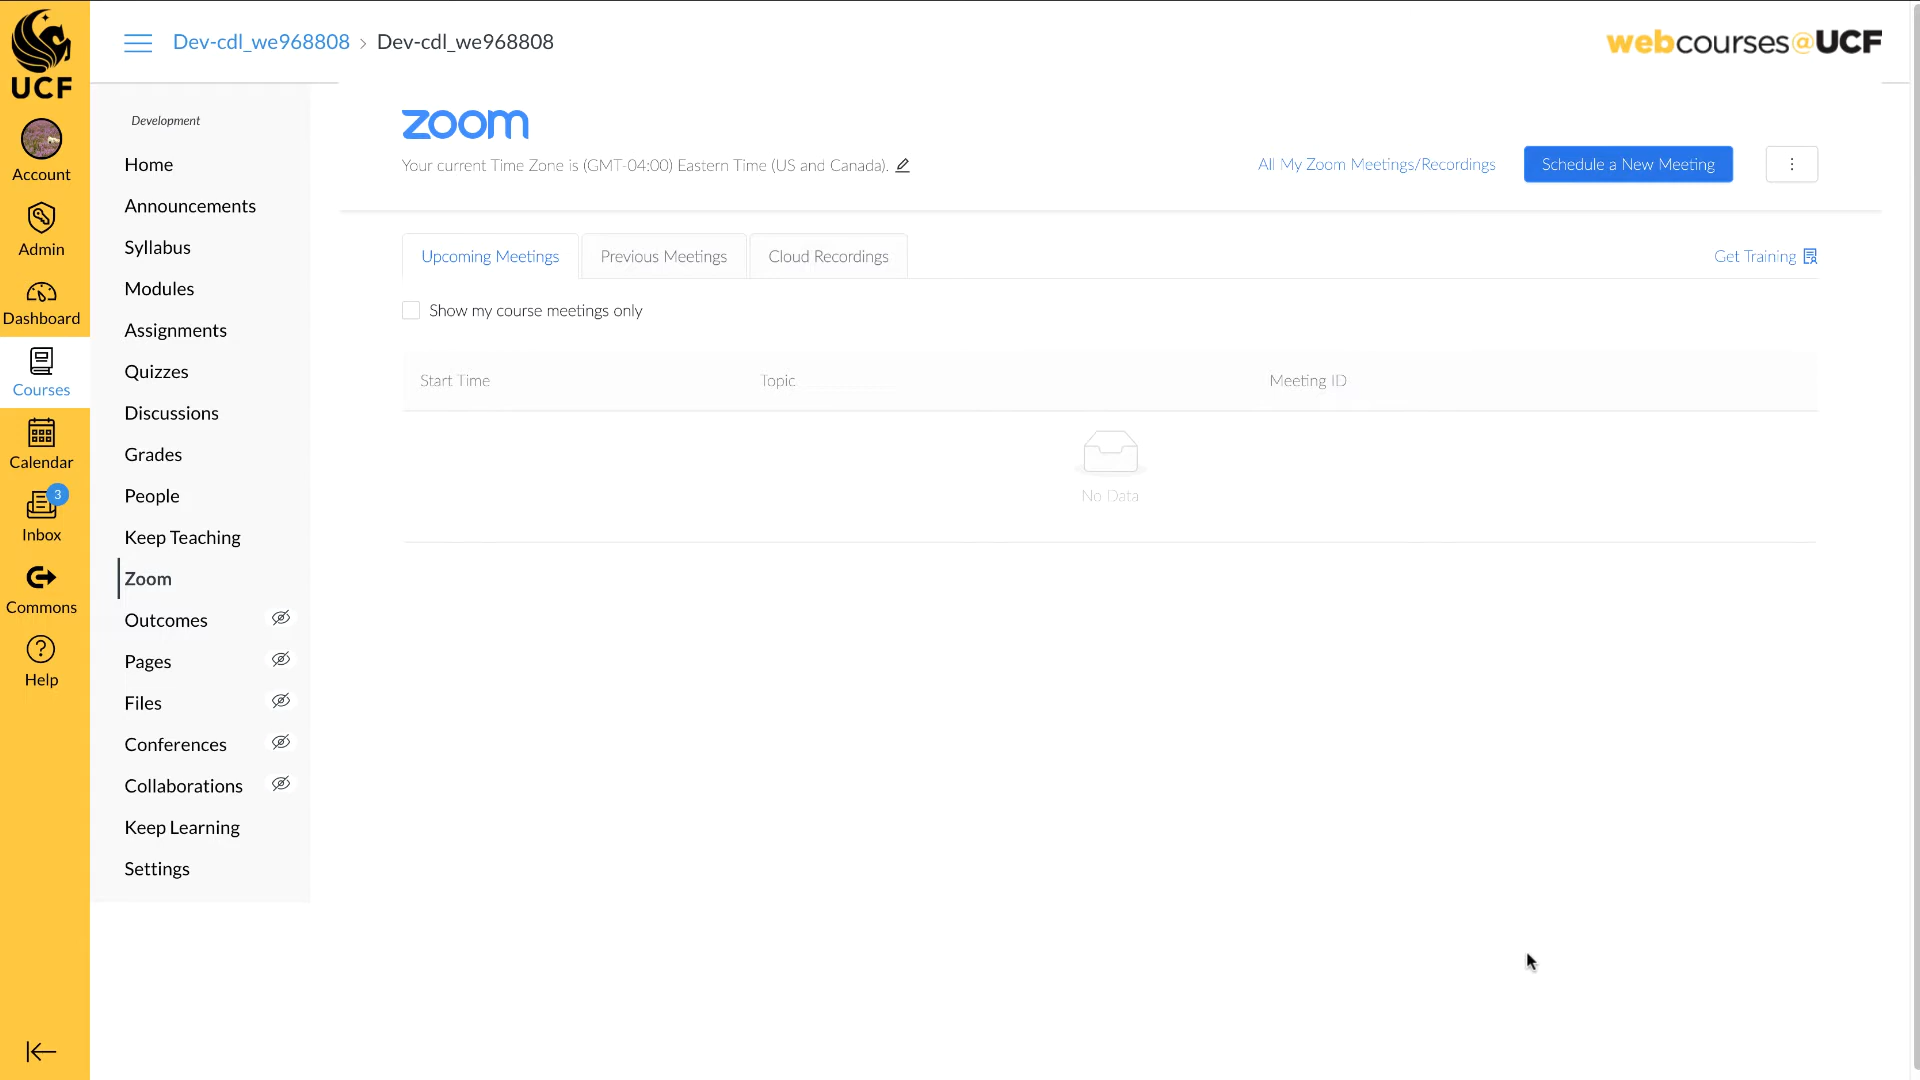 UCF
Account
Admin
Dashboard
Courses
Calendar
3
Inbox
Commons
Help
Dev-cdl_we968808 › Dev-cdl_we968808
webcourses@UCF
Development
Home
Announcements
Syllabus
Modules
Assignments
Quizzes
Discussions
Grades
People
Keep Teaching
Zoom
Outcomes
Pages
Files
Conferences
Collaborations
Keep Learning
Settings
zoom
Your current Time Zone is (GMT-04:00) Eastern Time (US and Canada).
All My Zoom Meetings/Recordings
Schedule a New Meeting
Upcoming Meetings
Previous Meetings
Cloud Recordings
Get Training
Show my course meetings only
Start Time Topic Meeting ID
No Data